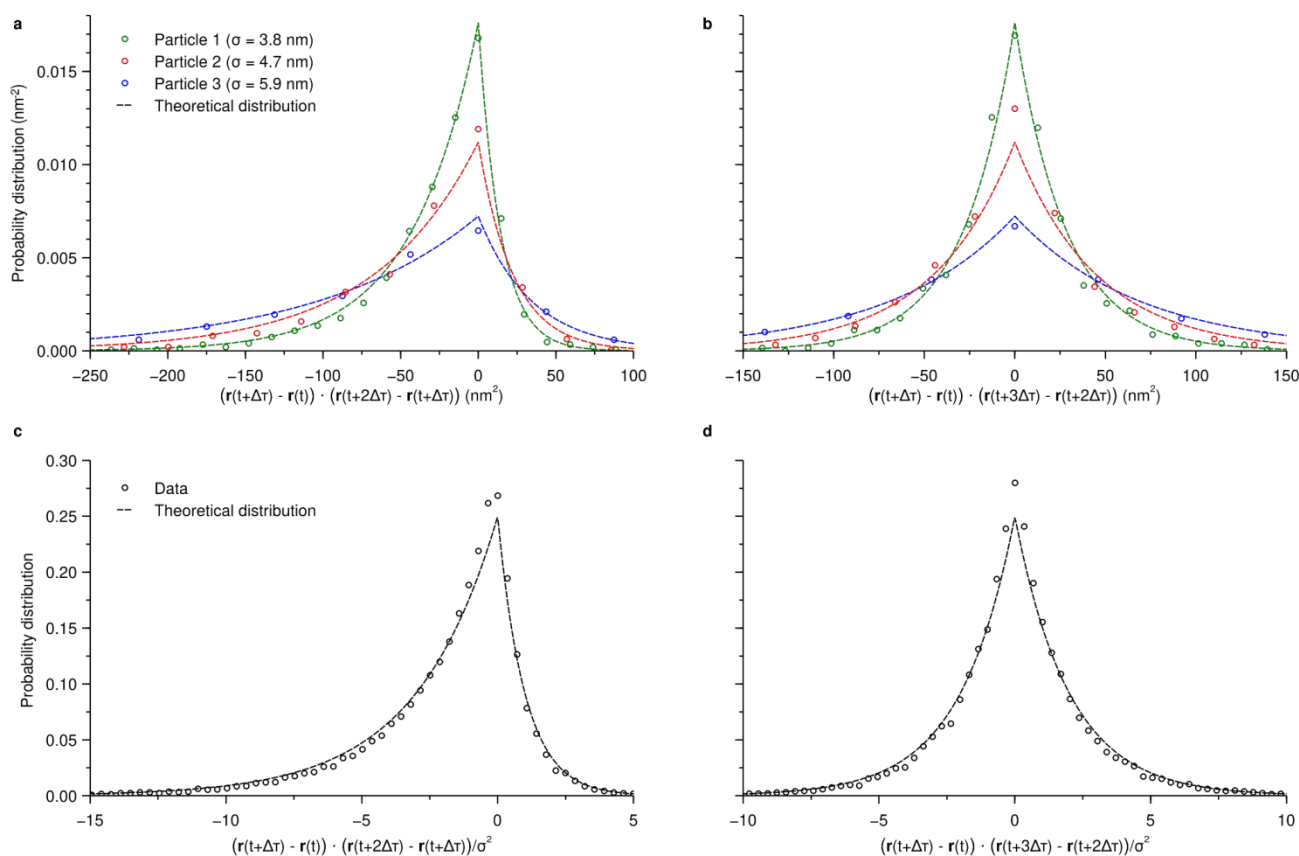 a
Particle 1 (σ = 3.8 nm)
Particle 2 (σ = 4.7 nm)
Particle 3 (σ = 5.9 nm)
Theoretical distribution
Probability distribution (nm⁻²)
0.015
0.010
0.005
0.000
−250 −200 −150 −100 −50 0 50 100
(r(t+Δτ) - r(t)) · (r(t+2Δτ) - r(t+Δτ)) (nm²)
b
−150 −100 −50 0 50 100 150
(r(t+Δτ) - r(t)) · (r(t+3Δτ) - r(t+2Δτ)) (nm²)
c
Data
Theoretical distribution
Probability distribution
0.30
0.25
0.20
0.15
0.10
0.05
0.00
−15 −10 −5 0 5
(r(t+Δτ) - r(t)) · (r(t+2Δτ) - r(t+Δτ))/σ²
d
−10 −5 0 5 10
(r(t+Δτ) - r(t)) · (r(t+3Δτ) - r(t+2Δτ))/σ²